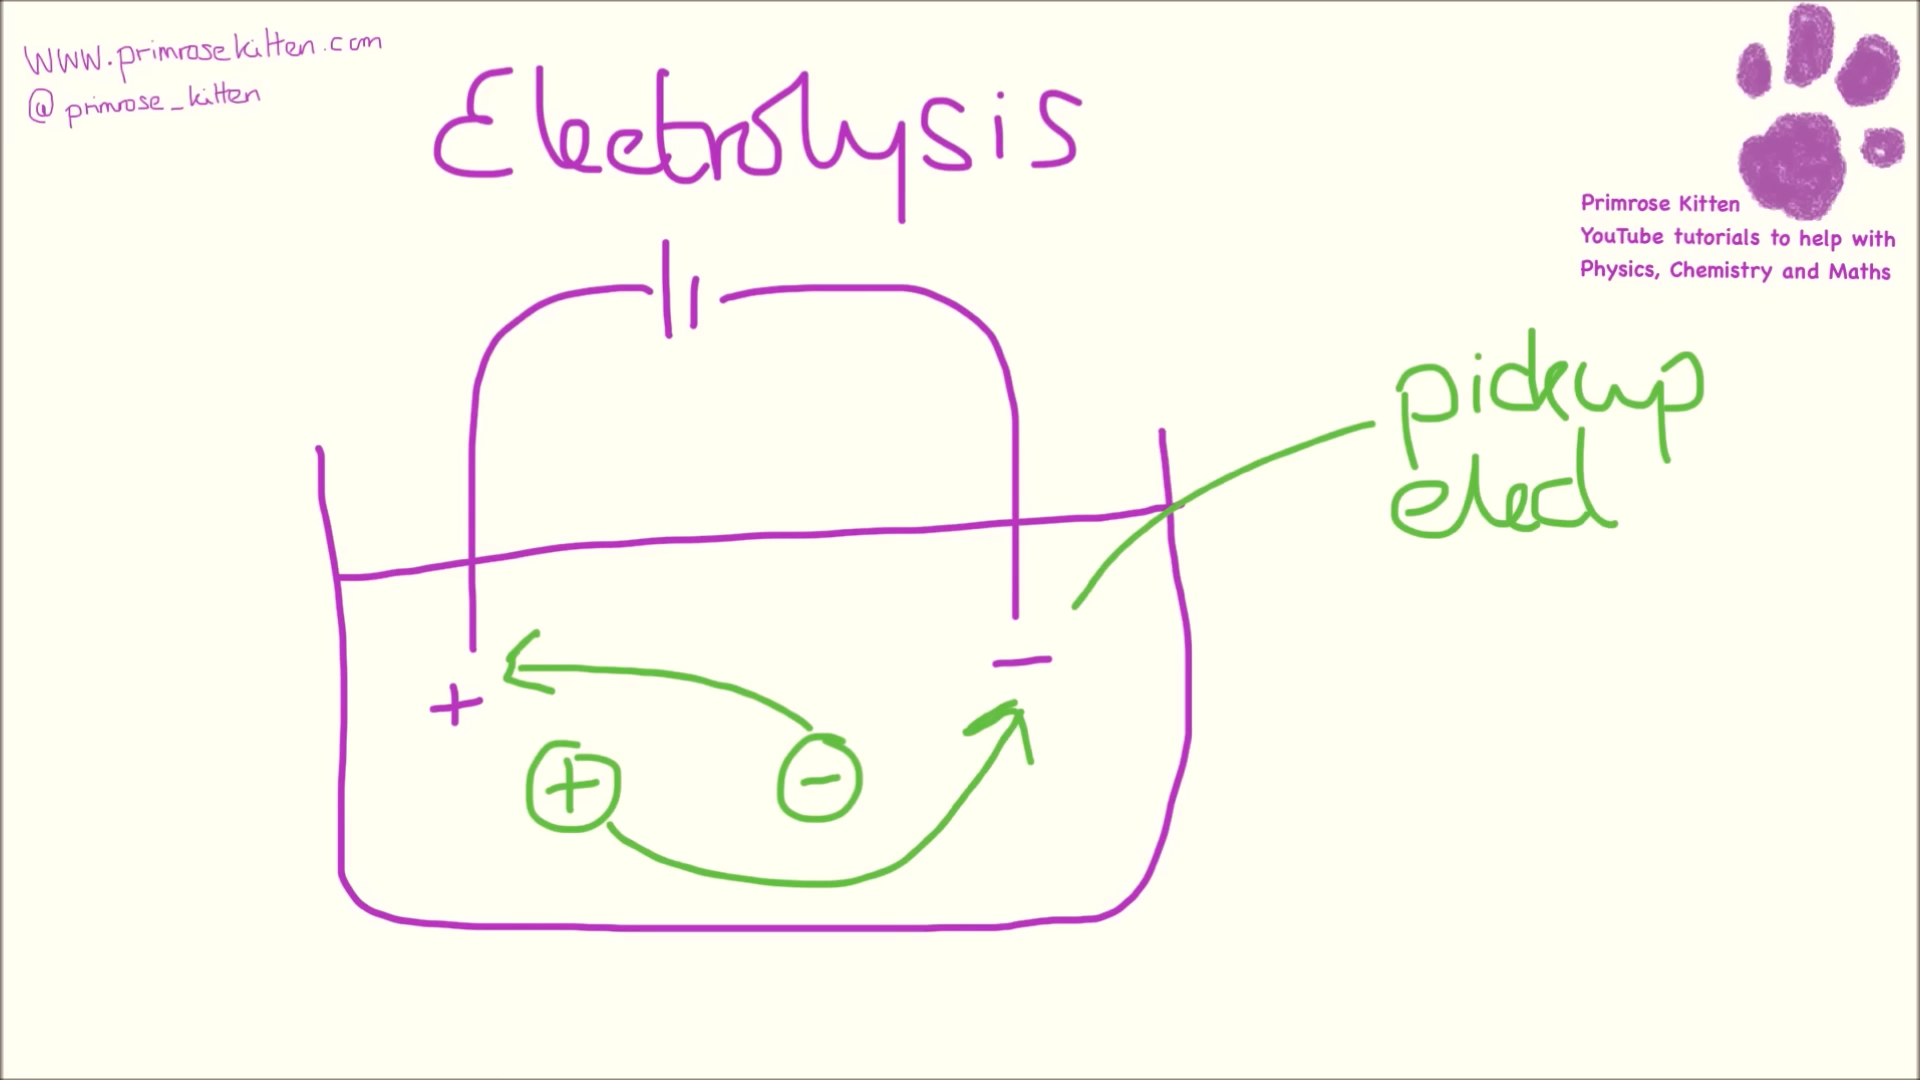 www.primrosekitten.com
@primrose_kitten
Electrolysis
Primrose Kitten
YouTube tutorials to help with
Physics, Chemistry and Maths
pickup
elect
+
−
+
−